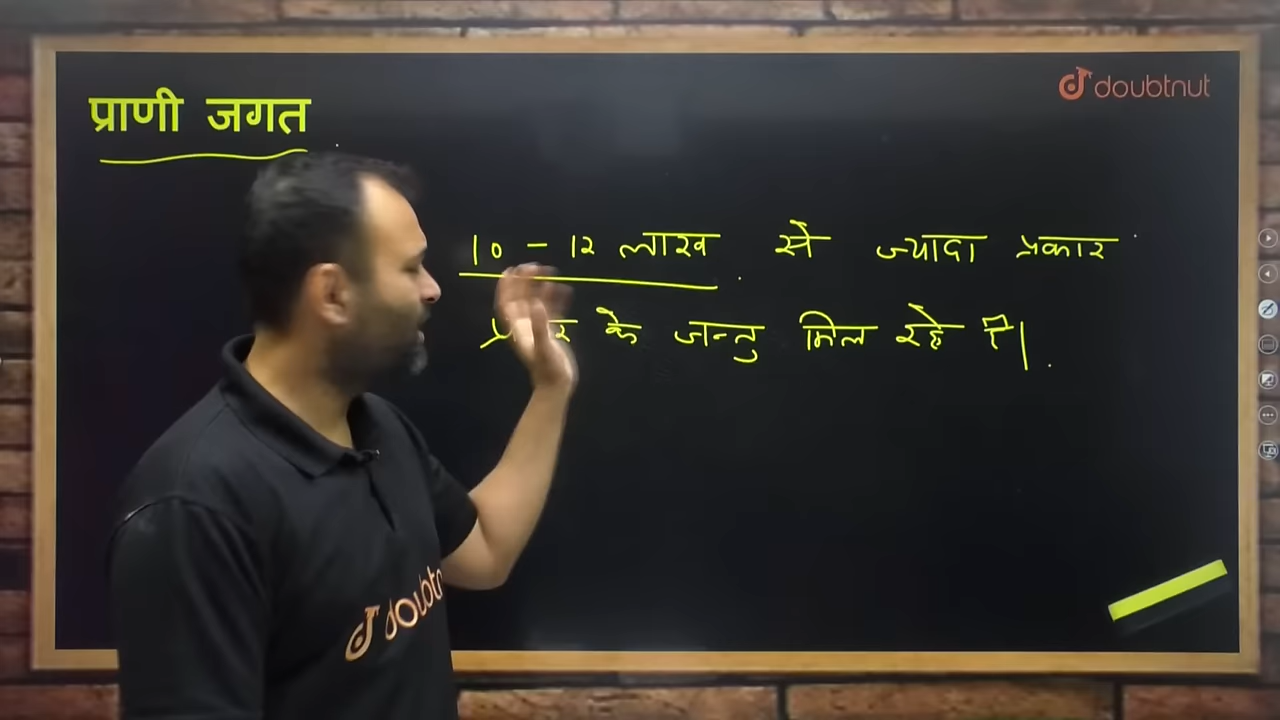 प्राणी जगत
doubtnut
10 - 12 लाख से ज्यादा प्रकार
के जन्तु मिल रहे है|